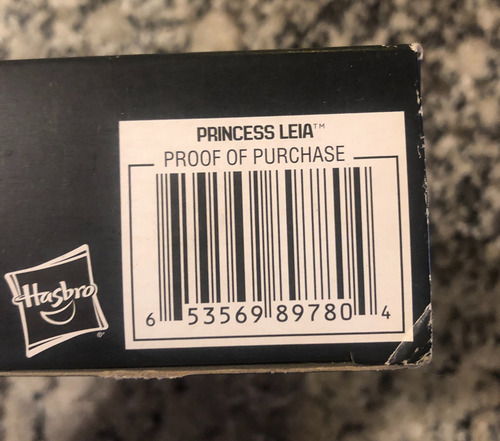 PRINCESS LEIA™
PROOF OF PURCHASE
Hasbro®
6 53569 89780 4